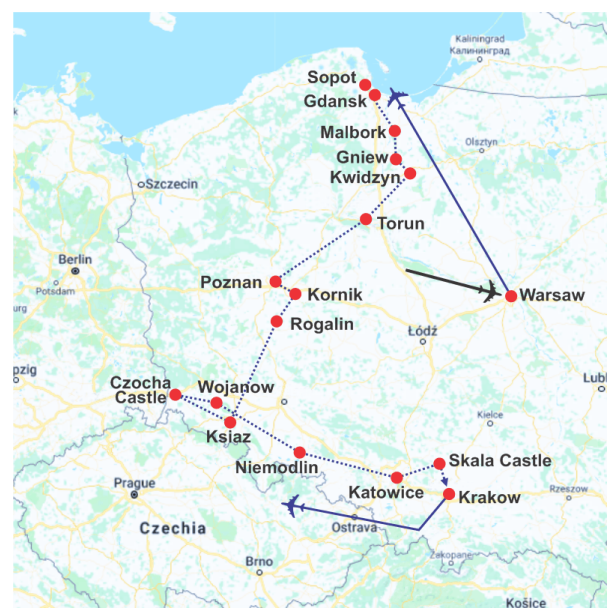 Kaliningrad
Калининград
Sopot
Gdansk
Malbork
Olsztyn
Gniew
Kwidzyn
Szczecin
Torun
Berlin
Potsdam
Poznan
Kornik
Warsaw
Rogalin
Łódź
Czocha
Castle
Wojanow
Lub
Ksiaz
Kielce
Niemodlin
Skala Castle
Katowice
Krakow
Rzeszow
Prague
Ostrava
Czechia
Brno
Zakopane
Košice